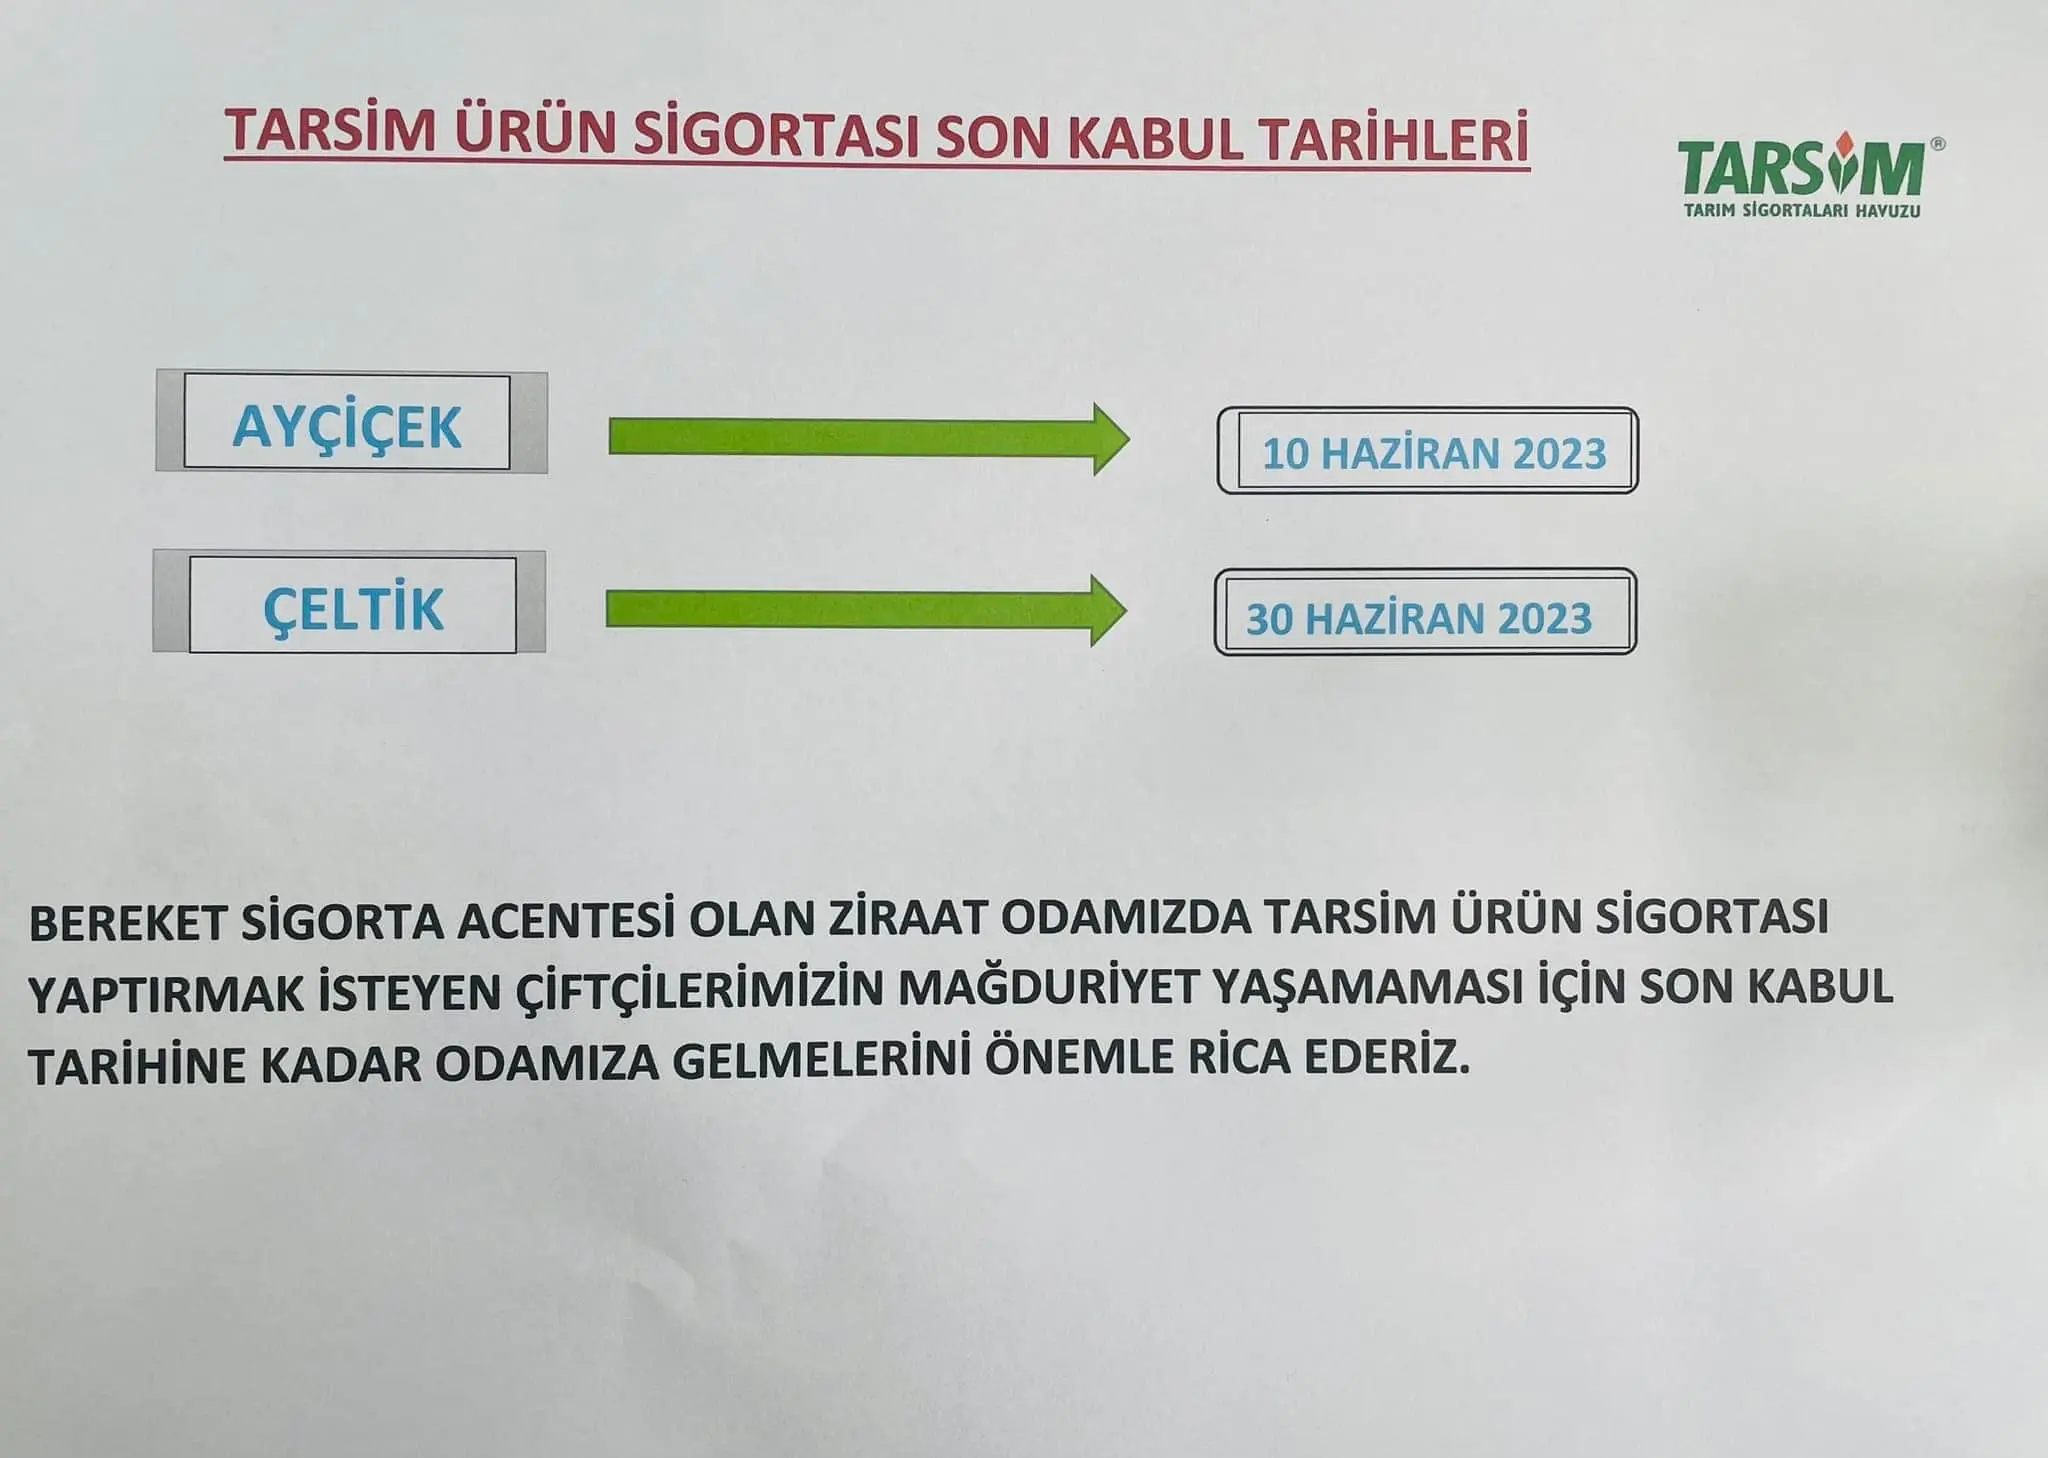 TARSİM ÜRÜN SİGORTASI SON KABUL TARİHLERİ
TARSİM®
TARIM SİGORTALARI HAVUZU
AYÇİÇEK
10 HAZİRAN 2023
ÇELTİK
30 HAZİRAN 2023
BEREKET SİGORTA ACENTESİ OLAN ZİRAAT ODAMIZDA TARSİM ÜRÜN SİGORTASI
YAPTIRMAK İSTEYEN ÇİFTÇİLERİMİZİN MAĞDURİYET YAŞAMAMASI İÇİN SON KABUL
TARİHİNE KADAR ODAMIZA GELMELERİNİ ÖNEMLE RİCA EDERİZ.